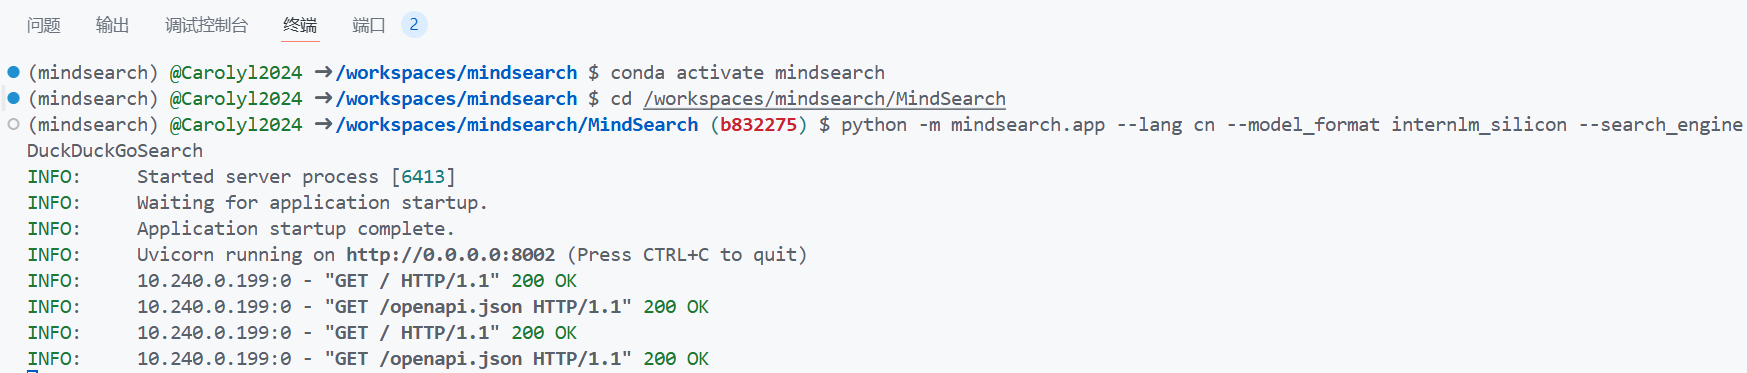 问题 输出 调试控制台 终端 端口 2
(mindsearch) @Carolyl2024 ➜/workspaces/mindsearch $ conda activate mindsearch
(mindsearch) @Carolyl2024 ➜/workspaces/mindsearch $ cd /workspaces/mindsearch/MindSearch
(mindsearch) @Carolyl2024 ➜/workspaces/mindsearch/MindSearch (b832275) $ python -m mindsearch.app --lang cn --model_format internlm_silicon --search_engine
DuckDuckGoSearch
INFO:     Started server process [6413]
INFO:     Waiting for application startup.
INFO:     Application startup complete.
INFO:     Uvicorn running on http://0.0.0.0:8002 (Press CTRL+C to quit)
INFO:     10.240.0.199:0 - "GET / HTTP/1.1" 200 OK
INFO:     10.240.0.199:0 - "GET /openapi.json HTTP/1.1" 200 OK
INFO:     10.240.0.199:0 - "GET / HTTP/1.1" 200 OK
INFO:     10.240.0.199:0 - "GET /openapi.json HTTP/1.1" 200 OK